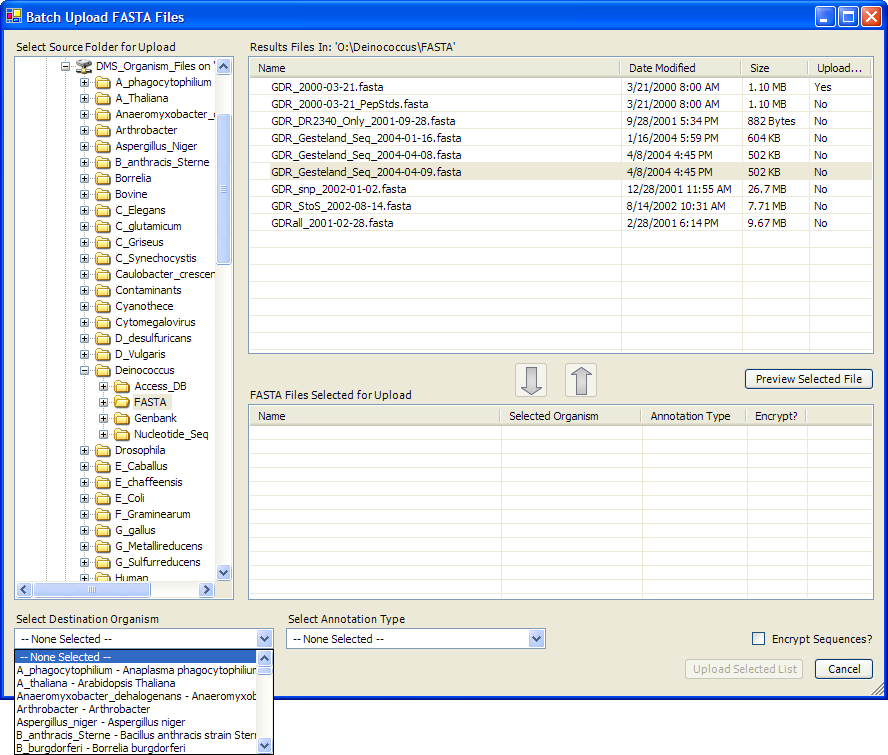 Batch Upload FASTA Files
Select Source Folder for Upload
DMS_Organism_Files on
A_phagocytophilum
A_Thaliana
Anaeromyxobacter_
Arthrobacter
Aspergillus_Niger
B_anthracis_Sterne
Borrelia
Bovine
C_Elegans
C_glutamicum
C_Griseus
C_Synechocystis
Caulobacter_crescen
Contaminants
Cyanothece
Cytomegalovirus
D_desulfuricans
D_Vulgaris
Deinococcus
Access_DB
FASTA
Genbank
Nucleotide_Seq
Drosophila
E_Caballus
E_chaffeensis
E_Coli
F_Graminearum
G_gallus
G_Metallireducens
G_Sulfurreducens
Human
Results Files In: 'O:\Deinococcus\FASTA'
Name Date Modified Size Upload...
GDR_2000-03-21.fasta 3/21/2000 8:00 AM 1.10 MB Yes
GDR_2000-03-21_PepStds.fasta 3/21/2000 8:00 AM 1.10 MB No
GDR_DR2340_Only_2001-09-28.fasta 9/28/2001 5:34 PM 882 Bytes No
GDR_Gesteland_Seq_2004-01-16.fasta 1/16/2004 5:59 PM 604 KB No
GDR_Gesteland_Seq_2004-04-08.fasta 4/8/2004 4:45 PM 502 KB No
GDR_Gesteland_Seq_2004-04-09.fasta 4/8/2004 4:45 PM 502 KB No
GDR_snp_2002-01-02.fasta 12/28/2001 11:55 AM 26.7 MB No
GDR_StoS_2002-08-14.fasta 8/14/2002 10:31 AM 7.71 MB No
GDRall_2001-02-28.fasta 2/28/2001 6:14 PM 9.67 MB No
Preview Selected File
FASTA Files Selected for Upload
Name Selected Organism Annotation Type Encrypt?
Select Destination Organism
-- None Selected --
-- None Selected --
A_phagocytophilum - Anaplasma phagocytophilum
A_thaliana - Arabidopsis Thaliana
Anaeromyxobacter_dehalogenans - Anaeromyxob
Arthrobacter - Arthrobacter
Aspergillus_niger - Aspergillus niger
B_anthracis_Sterne - Bacillus anthracis strain Ster
B_burgdorferi - Borrelia burgdorferi
Select Annotation Type
-- None Selected --
Encrypt Sequences?
Upload Selected List
Cancel